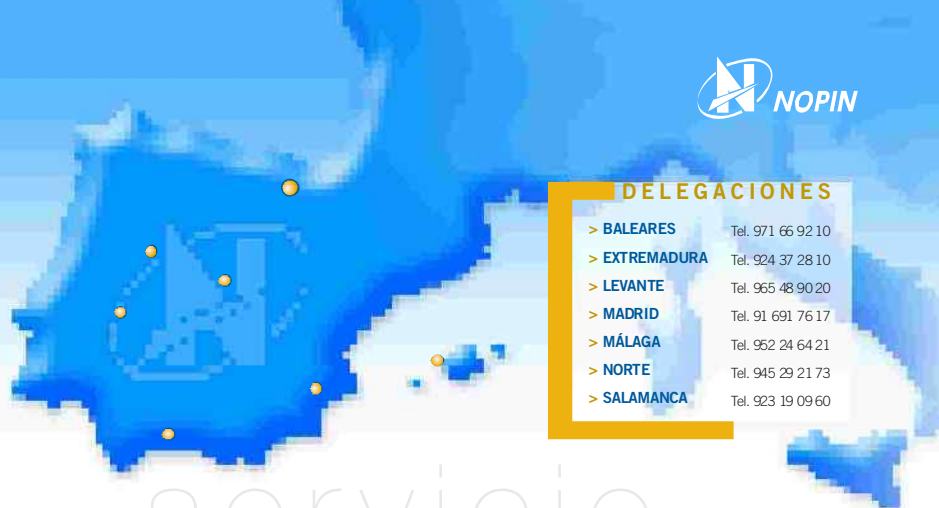 NOPIN
DELEGACIONES
> BALEARES Tel. 971 66 92 10
> EXTREMADURA Tel. 924 37 28 10
> LEVANTE Tel. 965 48 90 20
> MADRID Tel. 91 691 76 17
> MÁLAGA Tel. 952 24 64 21
> NORTE Tel. 945 29 21 73
> SALAMANCA Tel. 923 19 09 60
servicio